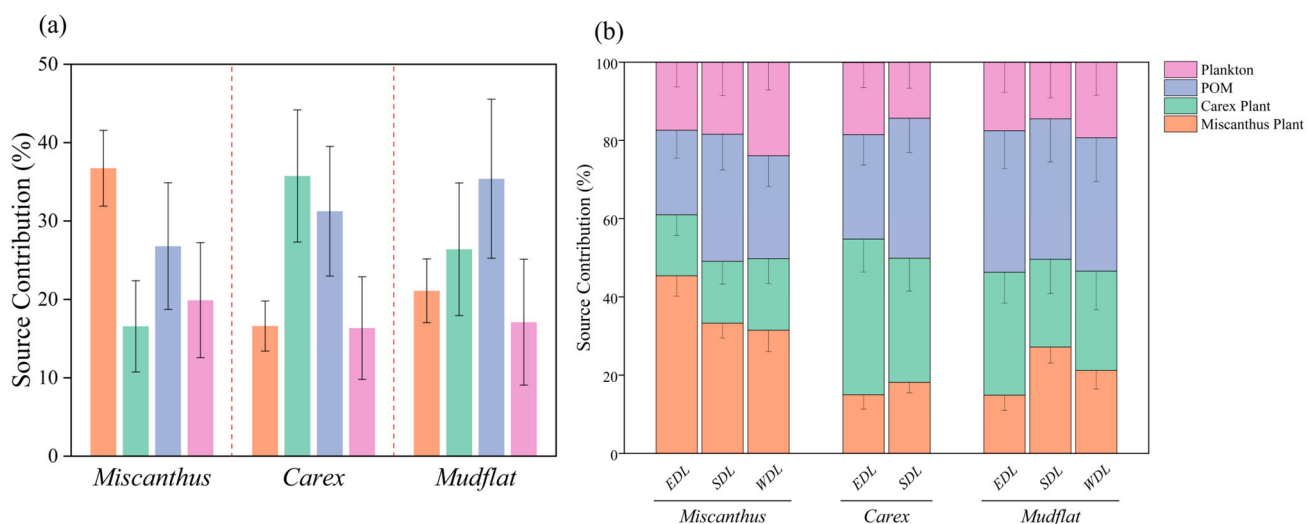 (a)
50
40
30
20
10
0
Source Contribution (%)
Miscanthus
Carex
Mudflat
(b)
100
80
60
40
20
0
Source Contribution (%)
EDL
SDL
WDL
EDL
SDL
EDL
SDL
WDL
Miscanthus
Carex
Mudflat
Plankton
POM
Carex Plant
Miscanthus Plant